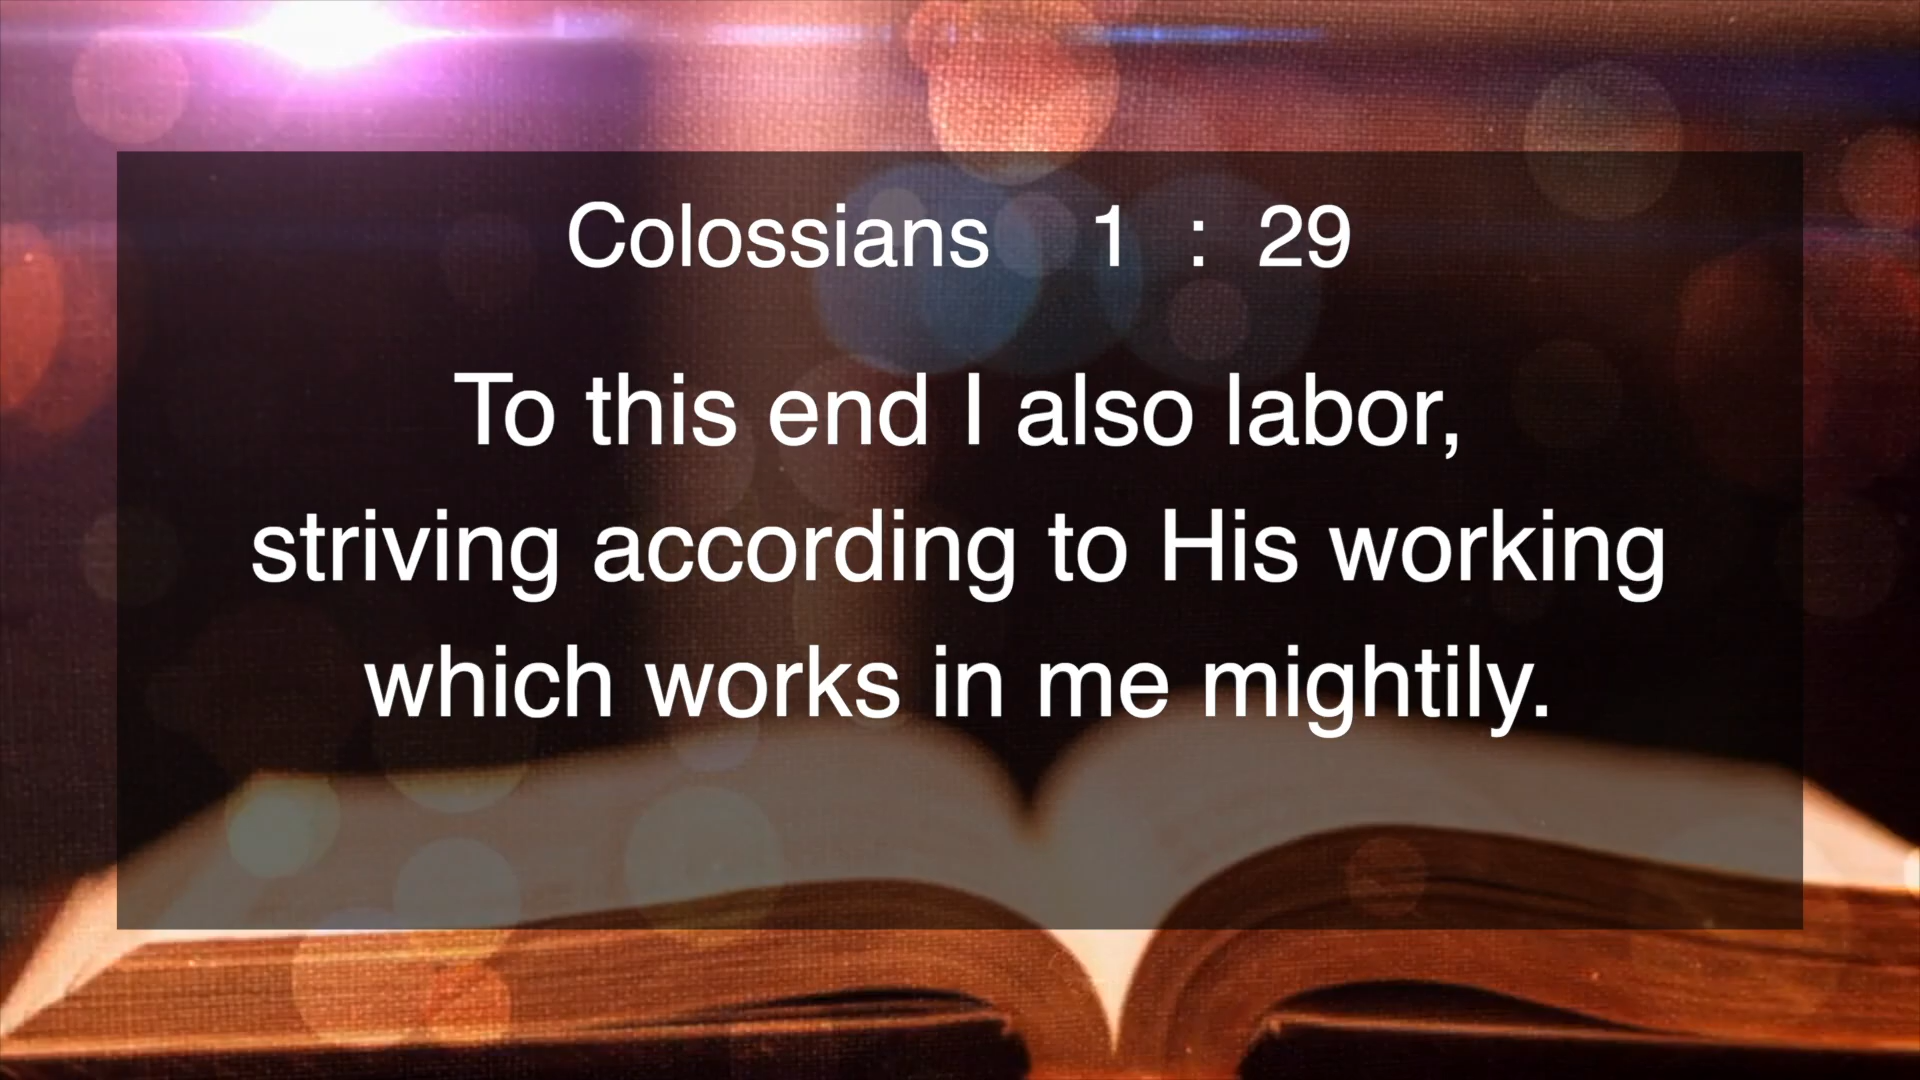 Colossians 1 : 29
To this end I also labor,
striving according to His working
which works in me mightily.